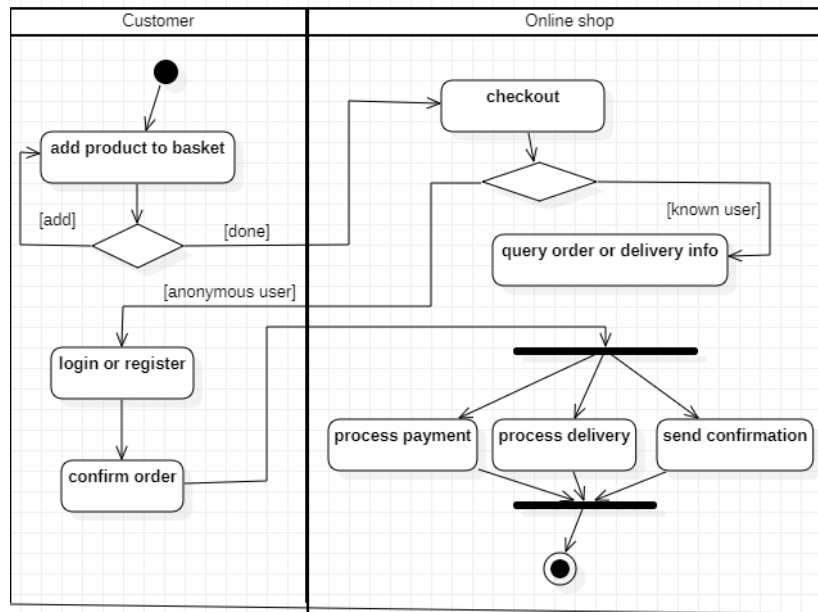 Customer
Online shop
checkout
add product to basket
[known user]
[add]
[done]
query order or delivery info
[anonymous user]
login or register
process payment
process delivery
send confirmation
confirm order